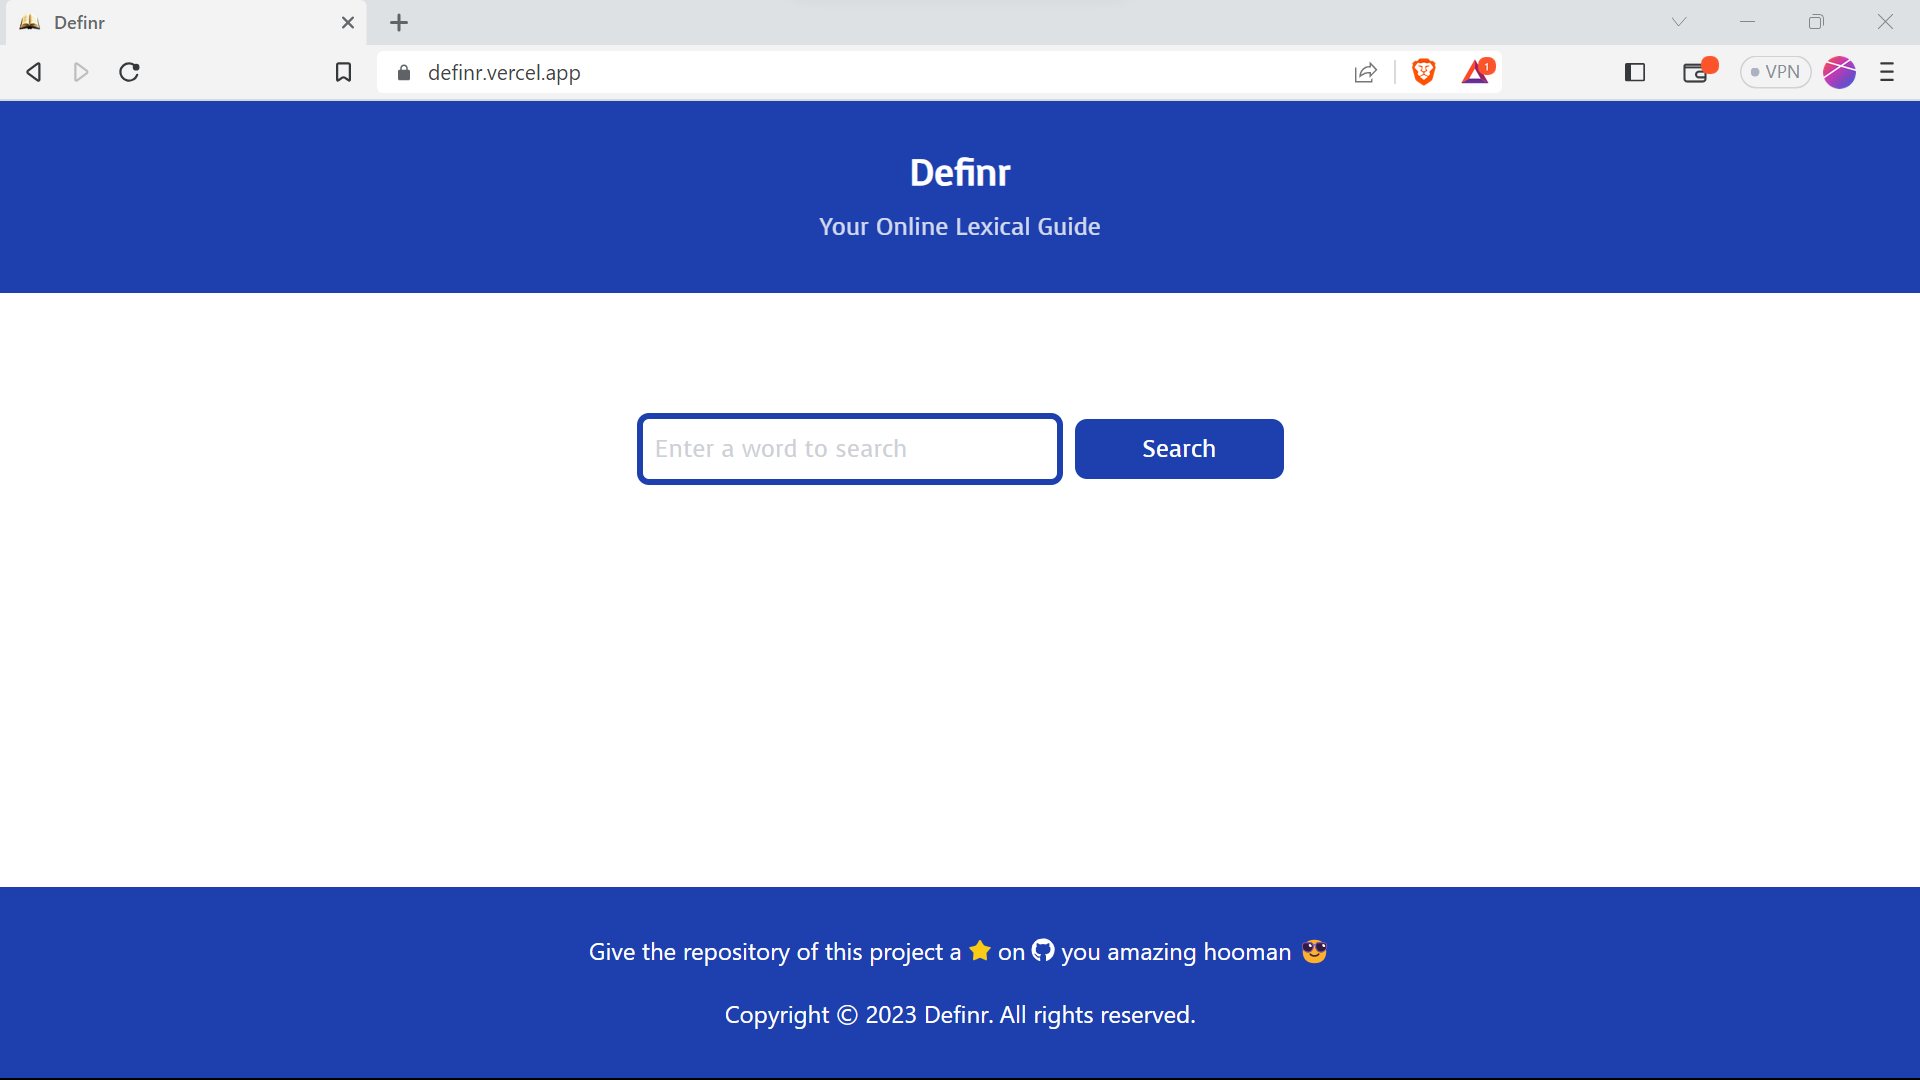 Definr
definr.vercel.app
1
VPN
Definr
Your Online Lexical Guide
Enter a word to search
Search
Give the repository of this project a ⭐ on you amazing hooman 😎
Copyright © 2023 Definr. All rights reserved.